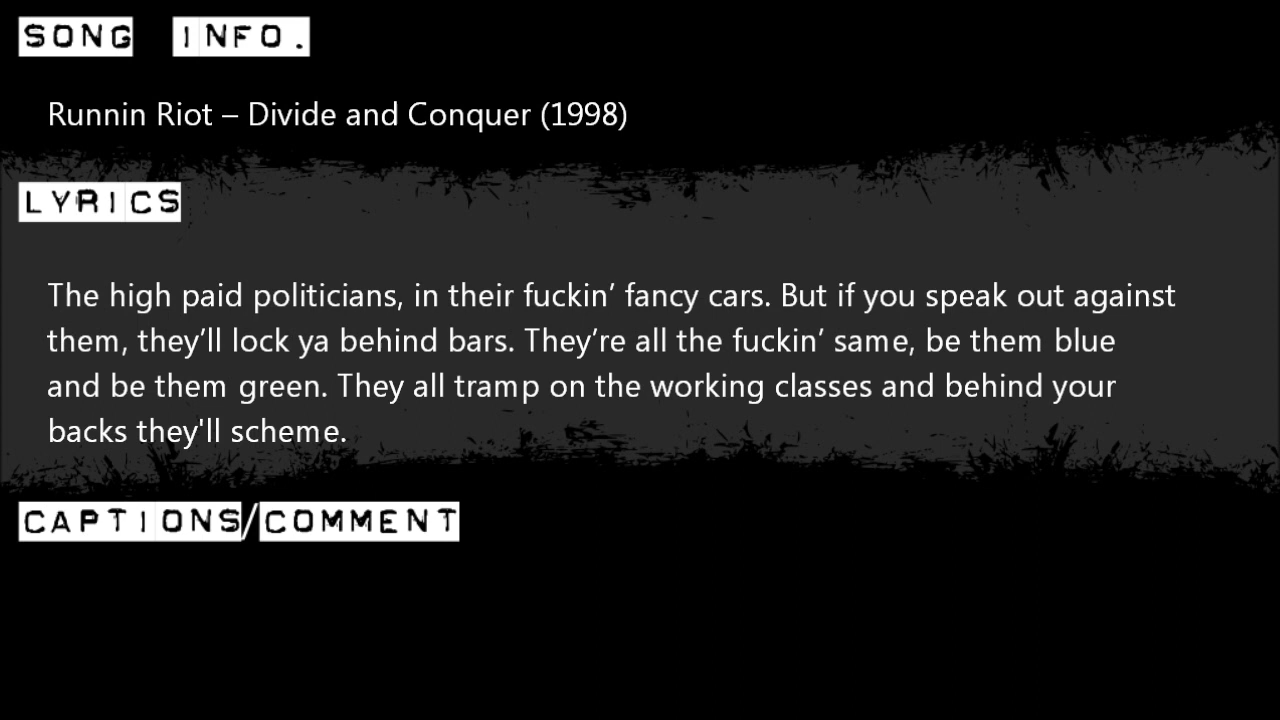 SONG INFO.
Runnin Riot – Divide and Conquer (1998)
LYRICS
The high paid politicians, in their fuckin’ fancy cars. But if you speak out against
them, they’ll lock ya behind bars. They’re all the fuckin’ same, be them blue
and be them green. They all tramp on the working classes and behind your
backs they'll scheme.
CAPTIONS/COMMENT